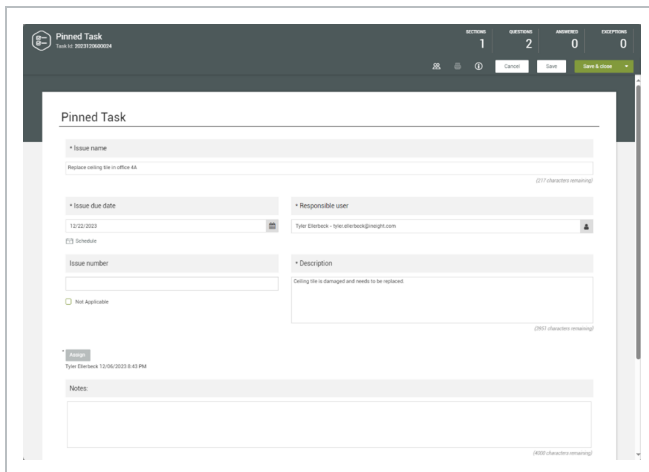 Pinned Task
Task Id: 2023120600024
SECTIONS
1
QUESTIONS
2
ANSWERED
0
EXCEPTIONS
0
Cancel
Save
Save & close
Pinned Task
* Issue name
Replace ceiling tile in office 4A
(217 characters remaining)
* Issue due date
* Responsible user
12/22/2023
Tyler Ellerbeck - tyler.ellerbeck@insight.com
Schedule
Issue number
* Description
Ceiling tile is damaged and needs to be replaced.
Not Applicable
(3951 characters remaining)
* Assign
Tyler Ellerbeck 12/06/2023 8:43 PM
Notes:
(4000 characters remaining)